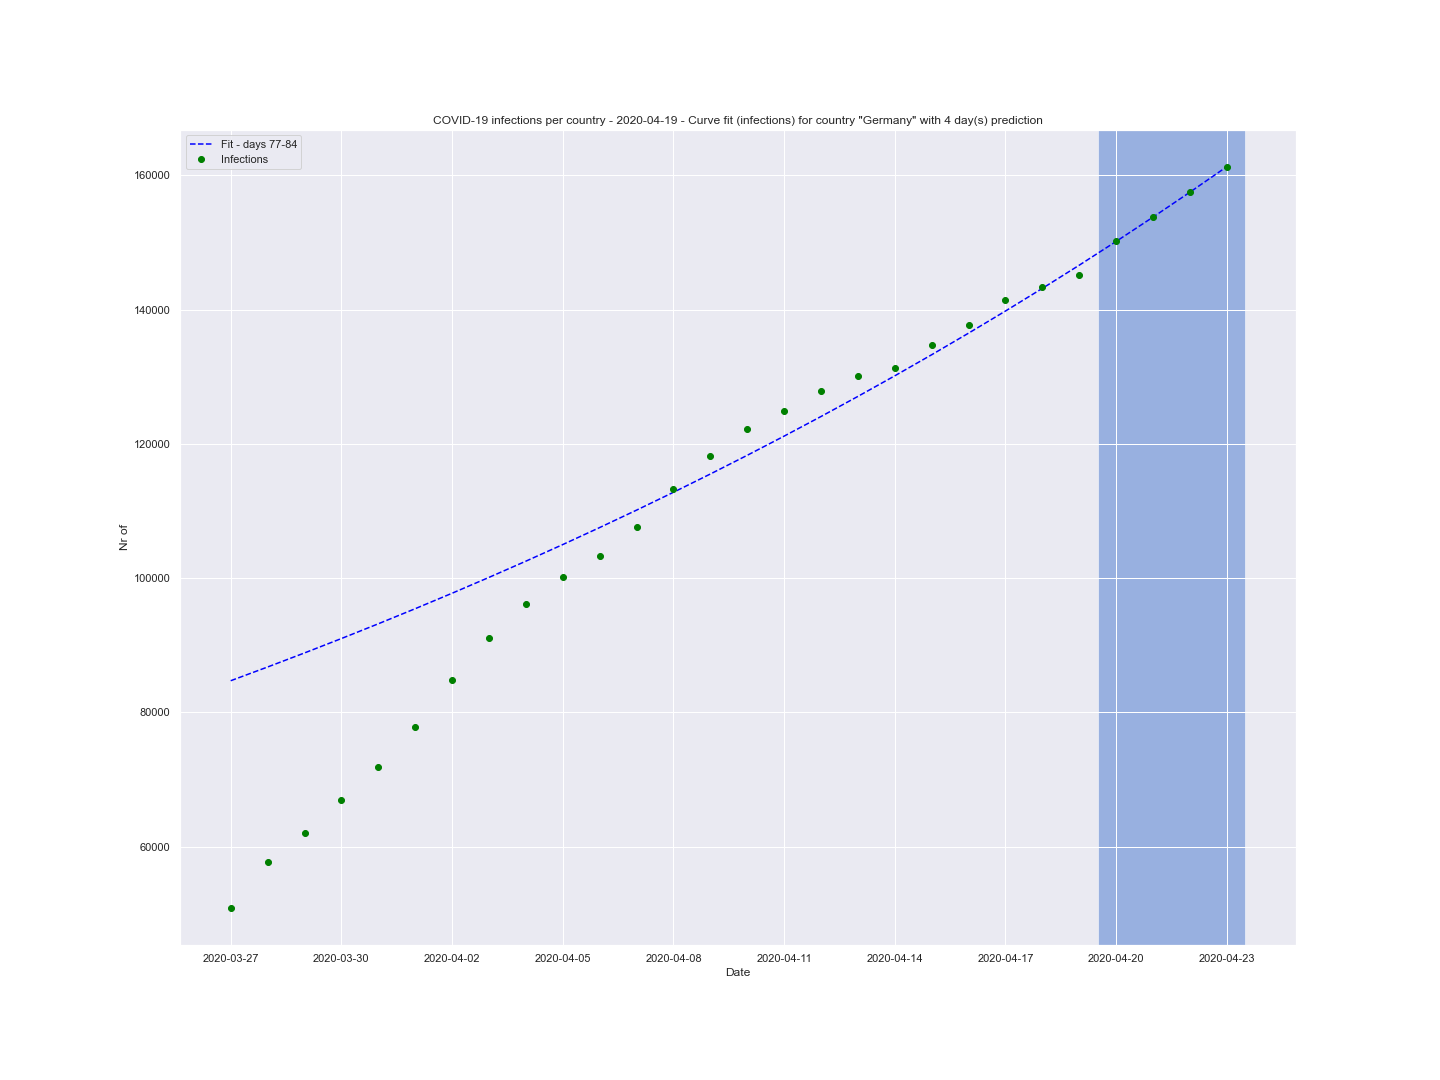 COVID-19 infections per country - 2020-04-19 - Curve fit (infections) for country "Germany" with 4 day(s) prediction
Fit - days 77-84
Infections
160000
140000
120000
100000
80000
60000
Nr of
2020-03-27 2020-03-30 2020-04-02 2020-04-05 2020-04-08 2020-04-11 2020-04-14 2020-04-17 2020-04-20 2020-04-23
Date